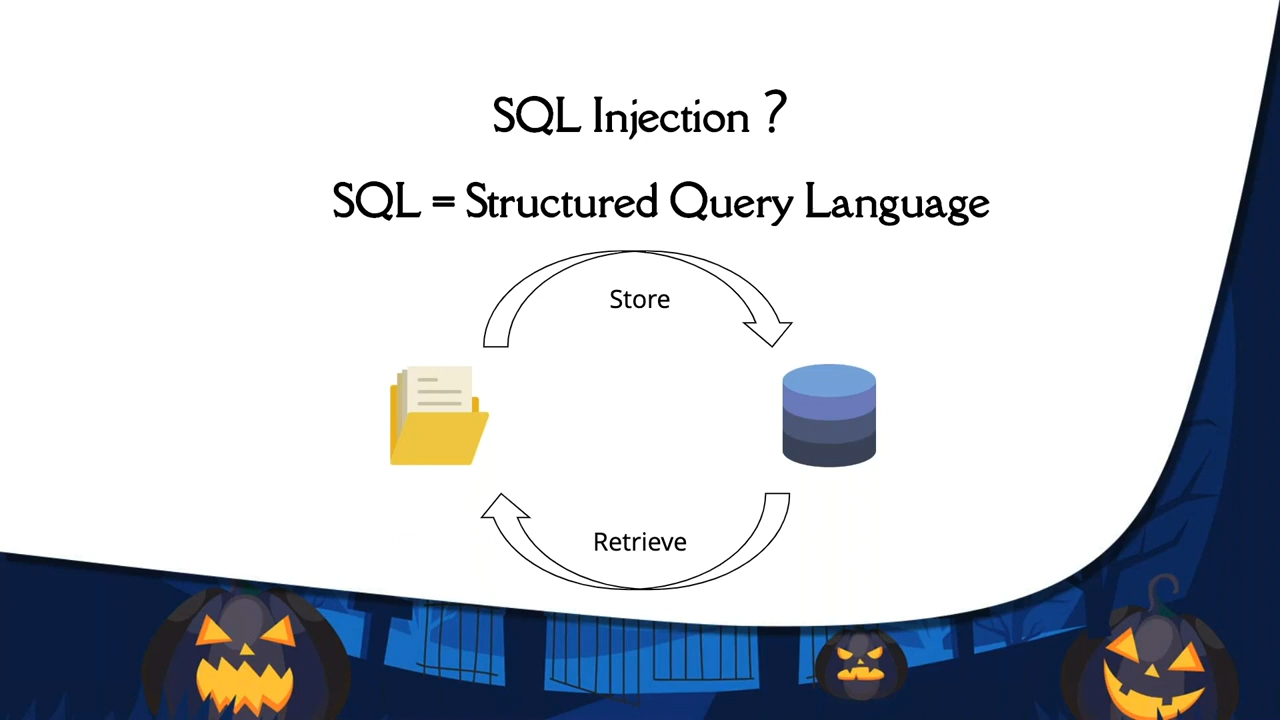 SQL Injection ?
SQL = Structured Query Language
Store
Retrieve